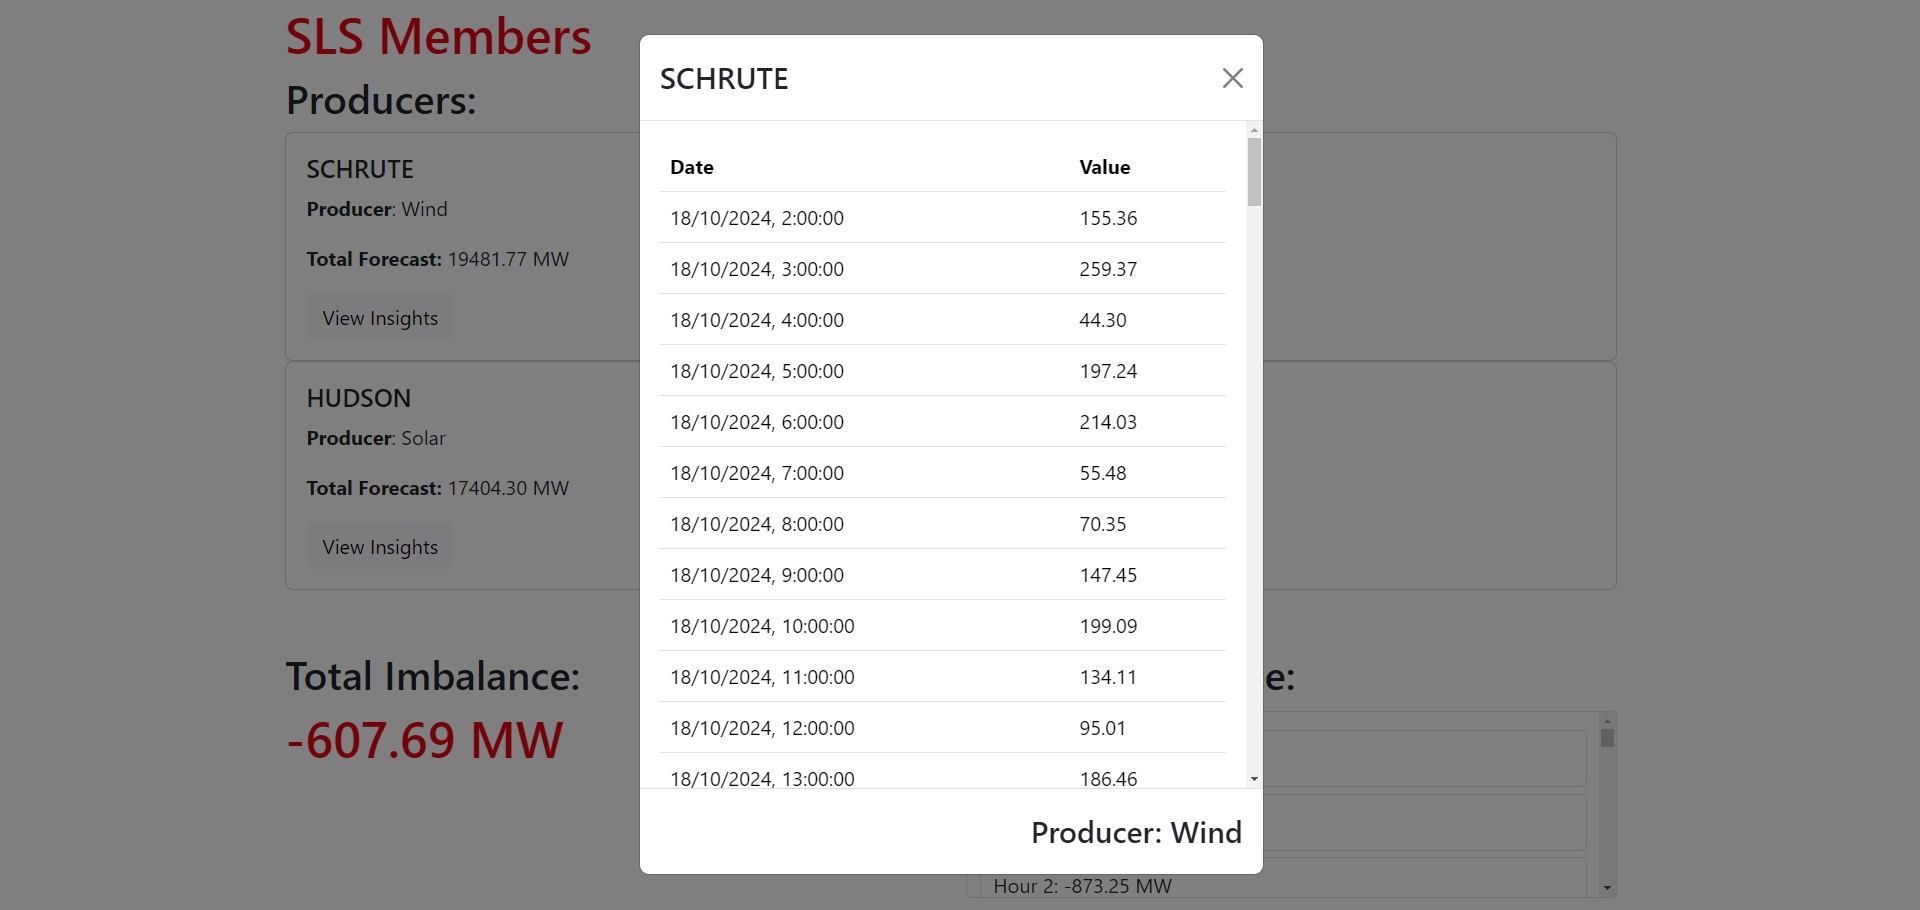 SLS Members
Producers:
SCHRUTE
Producer: Wind
Total Forecast: 19481.77 MW
View Insights
HUDSON
Producer: Solar
Total Forecast: 17404.30 MW
View Insights
Total Imbalance:
-607.69 MW
e:
Hour 2: -873.25 MW
SCHRUTE
Date Value
18/10/2024, 2:00:00 155.36
18/10/2024, 3:00:00 259.37
18/10/2024, 4:00:00 44.30
18/10/2024, 5:00:00 197.24
18/10/2024, 6:00:00 214.03
18/10/2024, 7:00:00 55.48
18/10/2024, 8:00:00 70.35
18/10/2024, 9:00:00 147.45
18/10/2024, 10:00:00 199.09
18/10/2024, 11:00:00 134.11
18/10/2024, 12:00:00 95.01
18/10/2024, 13:00:00 186.46
Producer: Wind